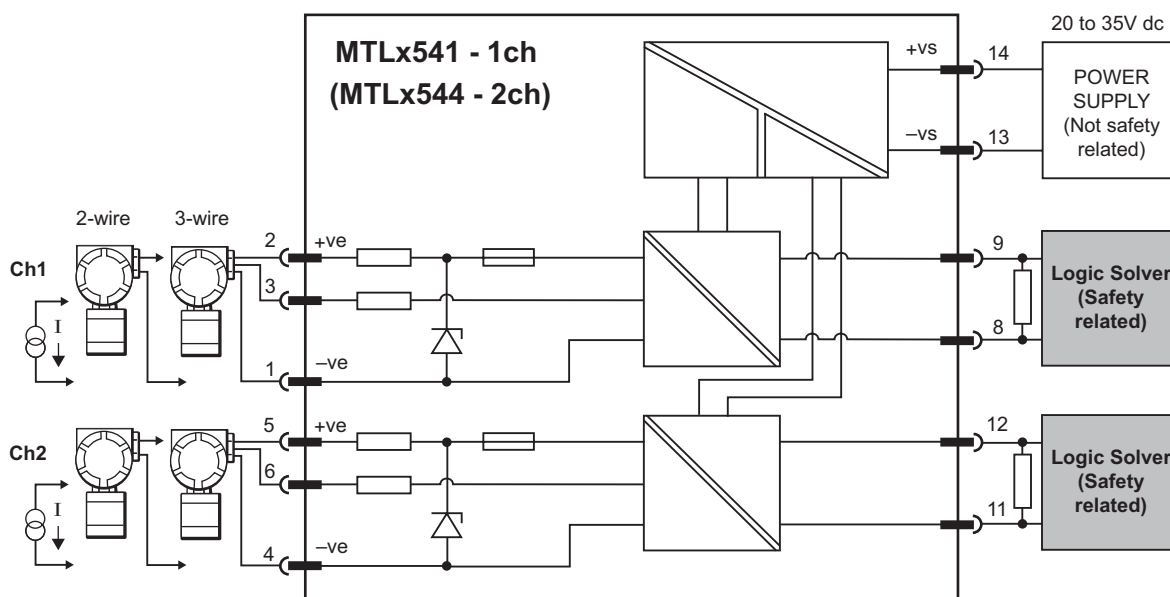 MTLx541 - 1ch
(MTLx544 - 2ch)
20 to 35V dc
+vs
14
POWER
SUPPLY
(Not safety
related)
–vs
13
2-wire
3-wire
Ch1
I
2
+ve
3
1
–ve
9
8
Logic Solver
(Safety
related)
Ch2
I
5
+ve
6
4
–ve
12
11
Logic Solver
(Safety
related)